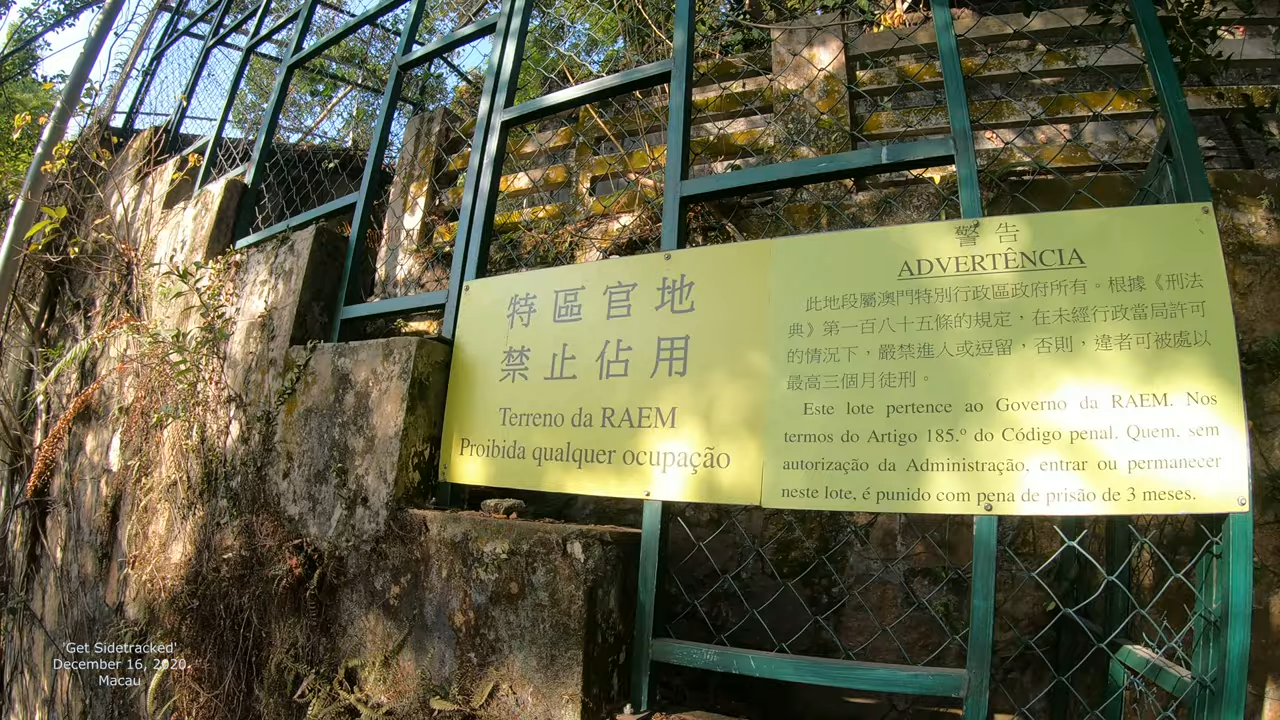 特區官地
禁止佔用
Terreno da RAEM
Proibida qualquer ocupação
警告
ADVERTÊNCIA
此地段屬澳門特別行政區政府所有。根據《刑法
典》第一百八十五條的規定，在未經行政當局許可
的情況下，嚴禁進入或逗留，否則，違者可被處以
最高三個月徒刑。
Este lote pertence ao Governo da RAEM. Nos
termos do Artigo 185.º do Código penal. Quem, sem
autorização da Administração, entrar ou permanecer
neste lote, é punido com pena de prisão de 3 meses.
'Get Sidetracked'
December 16, 2020
Macau